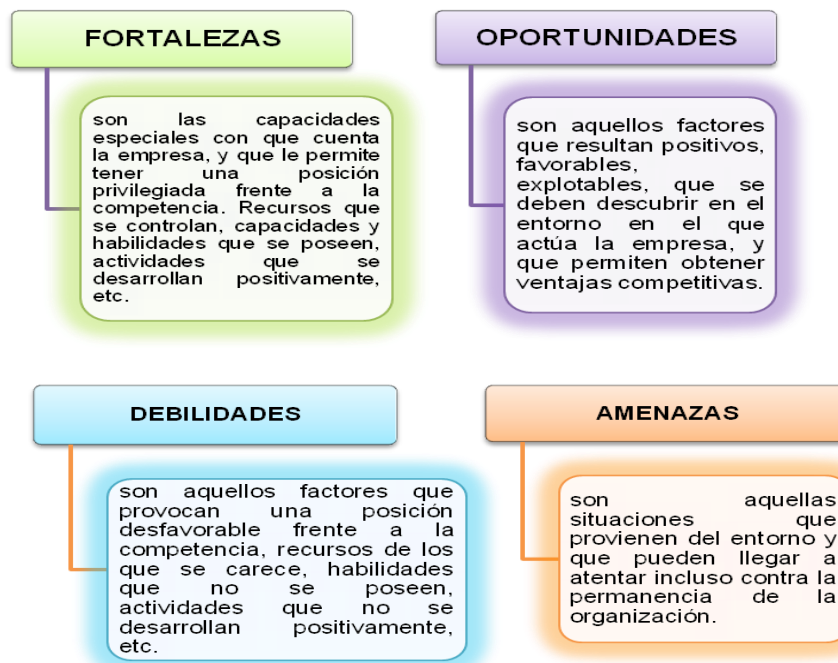 FORTALEZAS
son las capacidades
especiales con que cuenta
la empresa, y que le permite
tener una posición
privilegiada frente a la
competencia. Recursos que
se controlan, capacidades y
habilidades que se poseen,
actividades que se
desarrollan positivamente,
etc.
OPORTUNIDADES
son aquellos factores
que resultan positivos,
favorables,
explotables, que se
deben descubrir en el
entorno en el que
actúa la empresa, y
que permiten obtener
ventajas competitivas.
DEBILIDADES
son aquellos factores que
provocan una posición
desfavorable frente a la
competencia, recursos de los
que se carece, habilidades
que no se poseen,
actividades que no se
desarrollan positivamente,
etc.
AMENAZAS
son aquellas
situaciones que
provienen del entorno y
que pueden llegar a
atentar incluso contra la
permanencia de la
organización.